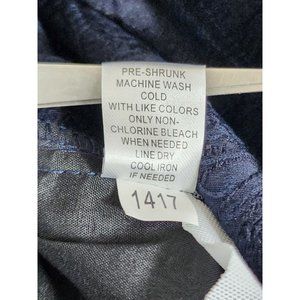 PRE-SHRUNK
MACHINE WASH
COLD
WITH LIKE COLORS
ONLY NON-
CHLORINE BLEACH
WHEN NEEDED
LINE DRY
COOL IRON
IF NEEDED
1417